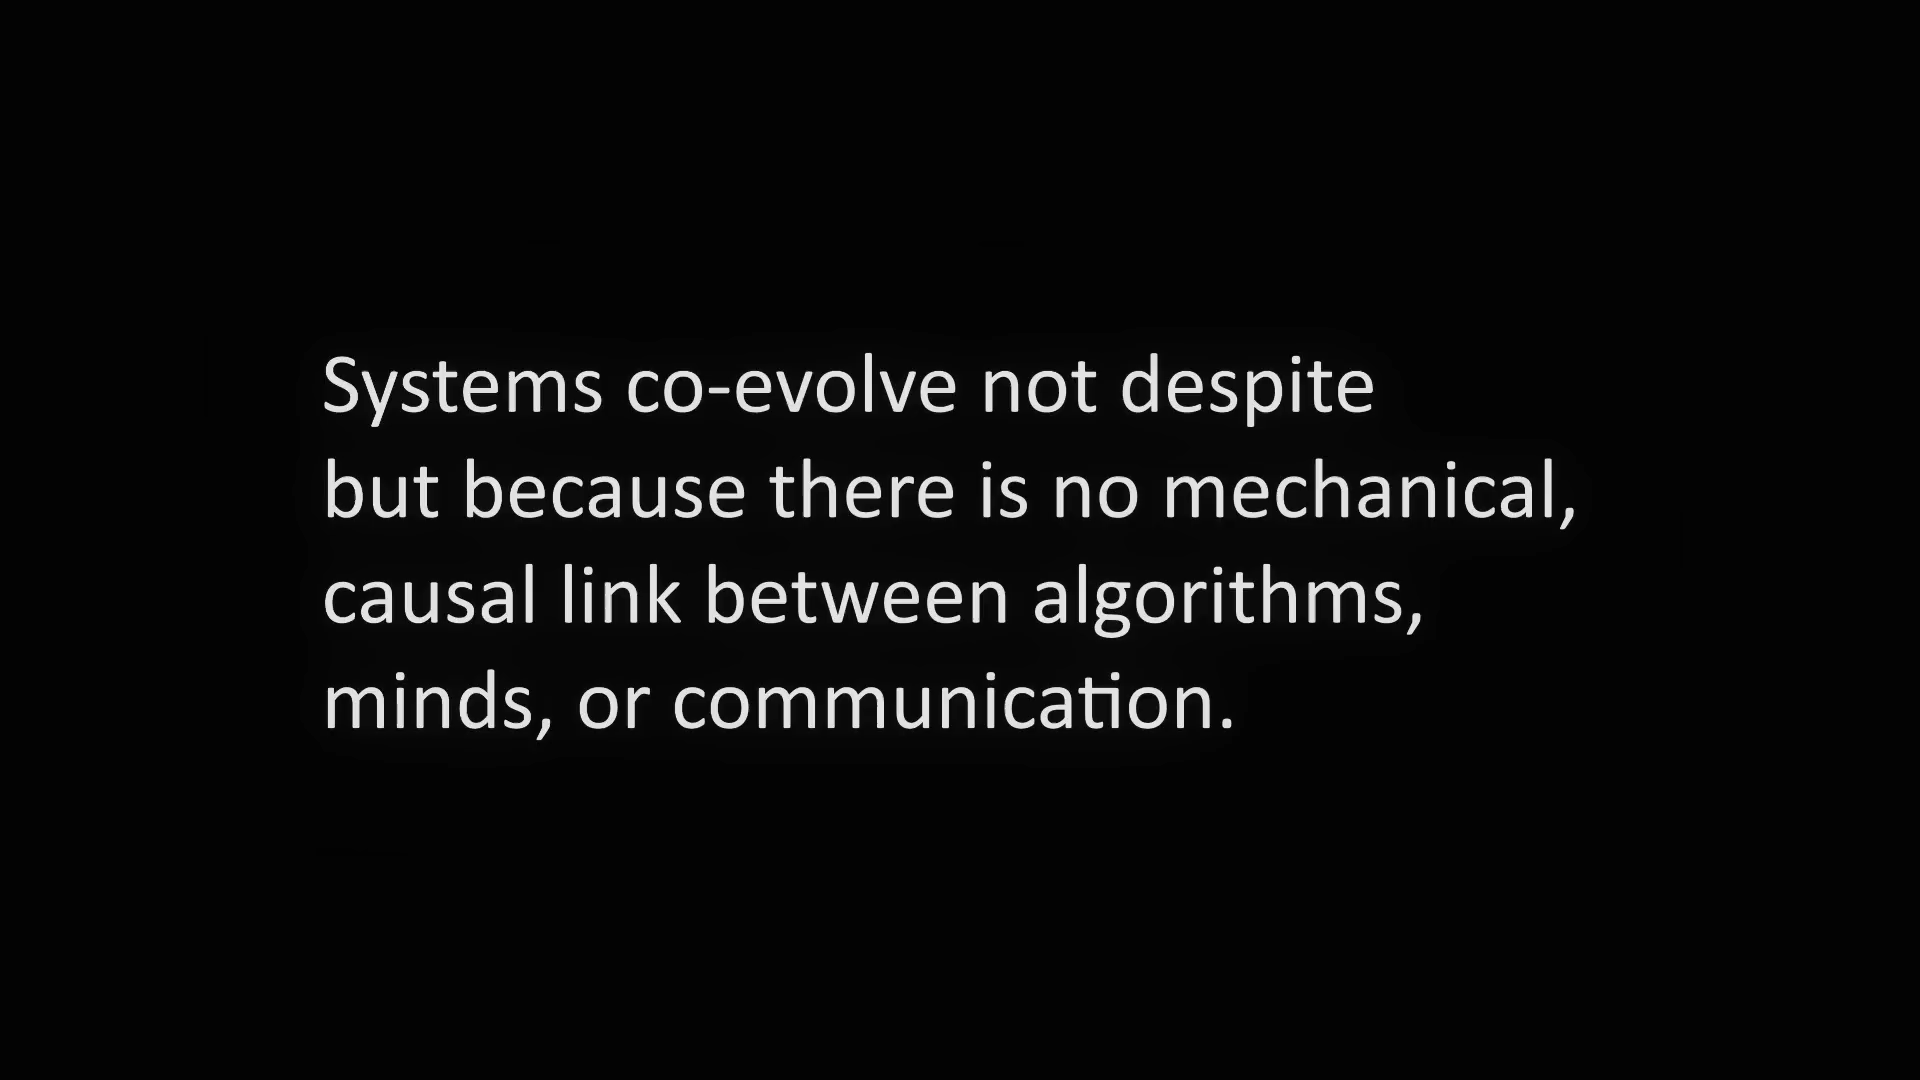 Systems co-evolve not despite
but because there is no mechanical,
causal link between algorithms,
minds, or communication.